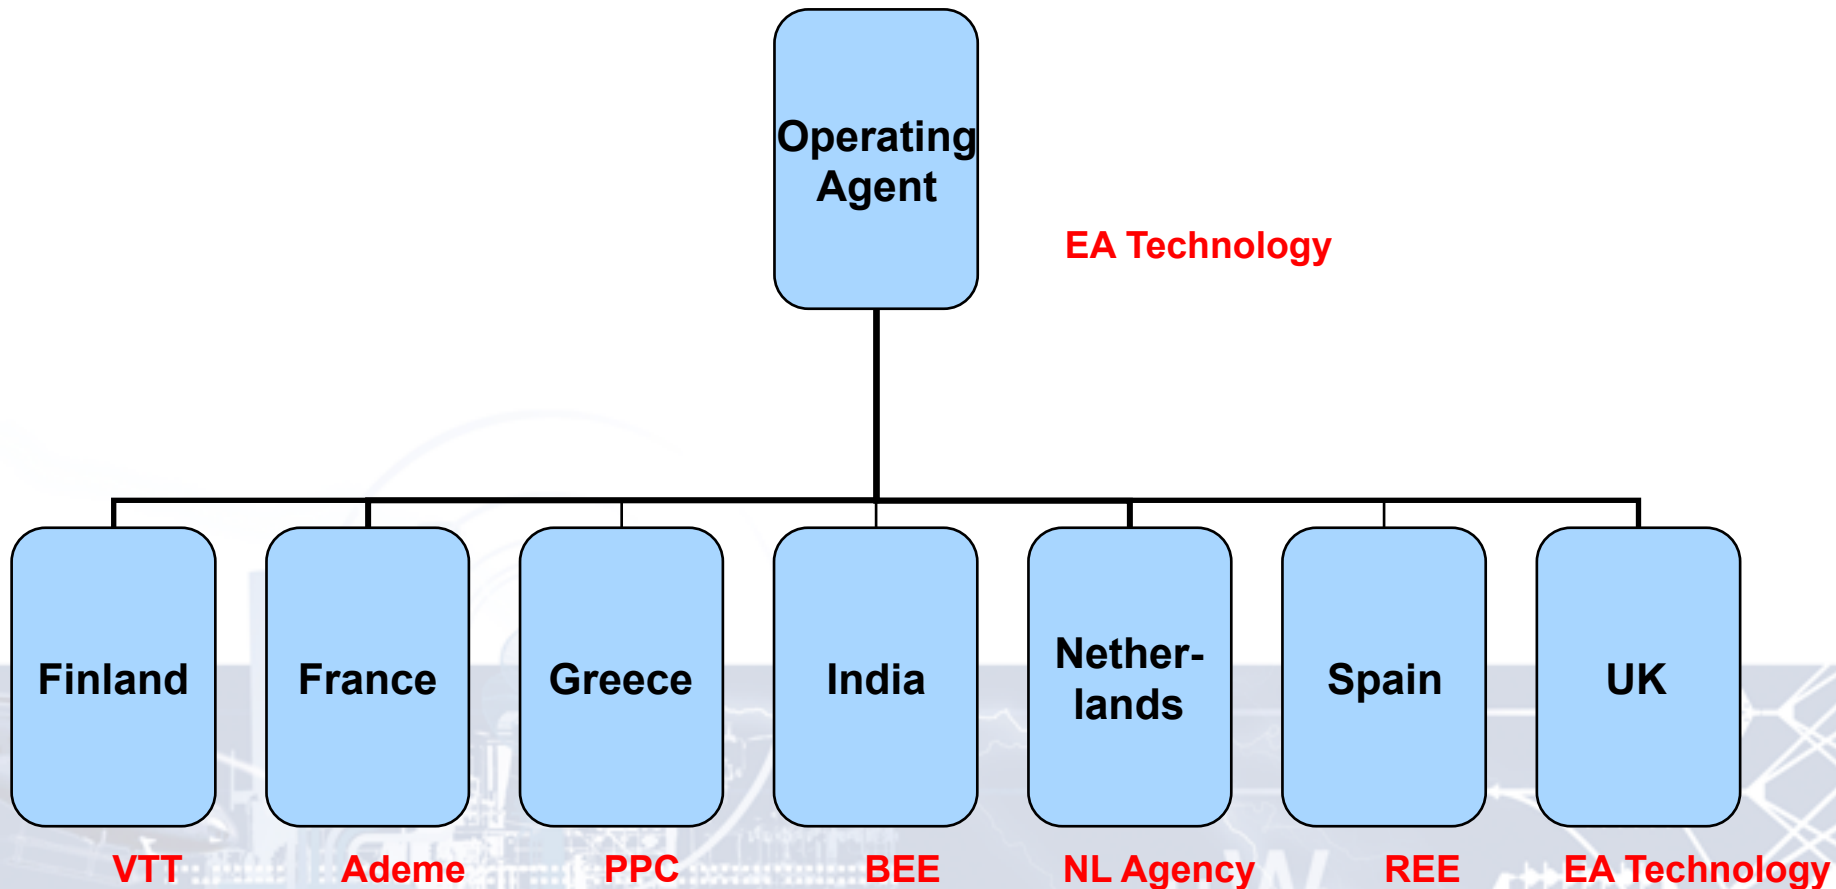 Operating
Agent
EA Technology
Finland
France
Greece
India
Nether-
lands
Spain
UK
VTT
Ademe
PPC
BEE
NL Agency
REE
EA Technology